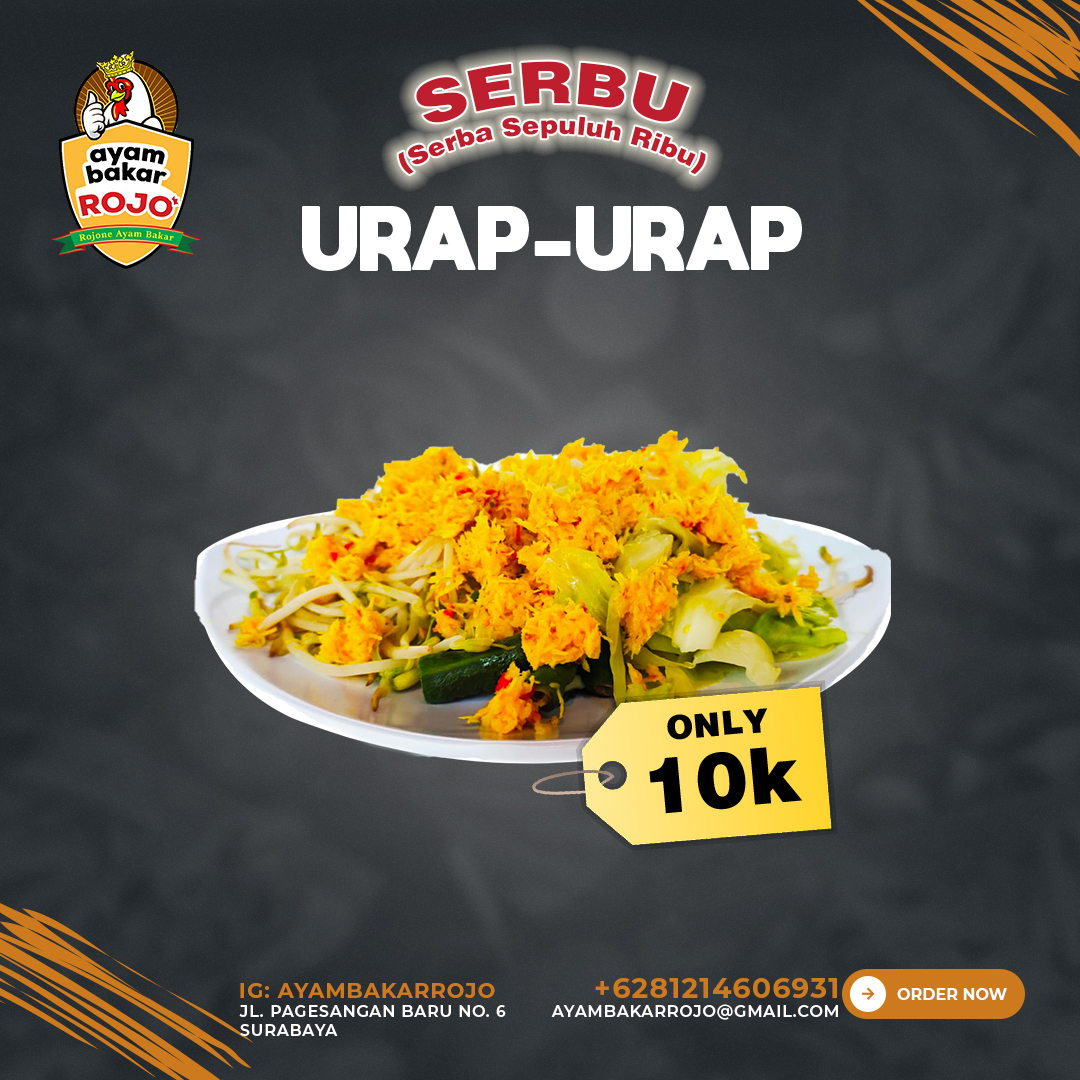 ayam
bakar
ROJO
Rojone Ayam Bakar
SERBU
(Serba Sepuluh Ribu)
URAP-URAP
ONLY
10k
IG: AYAMBAKARROJO
JL. PAGESANGAN BARU NO. 6
SURABAYA
+6281214606931
AYAMBAKARROJO@GMAIL.COM
ORDER NOW